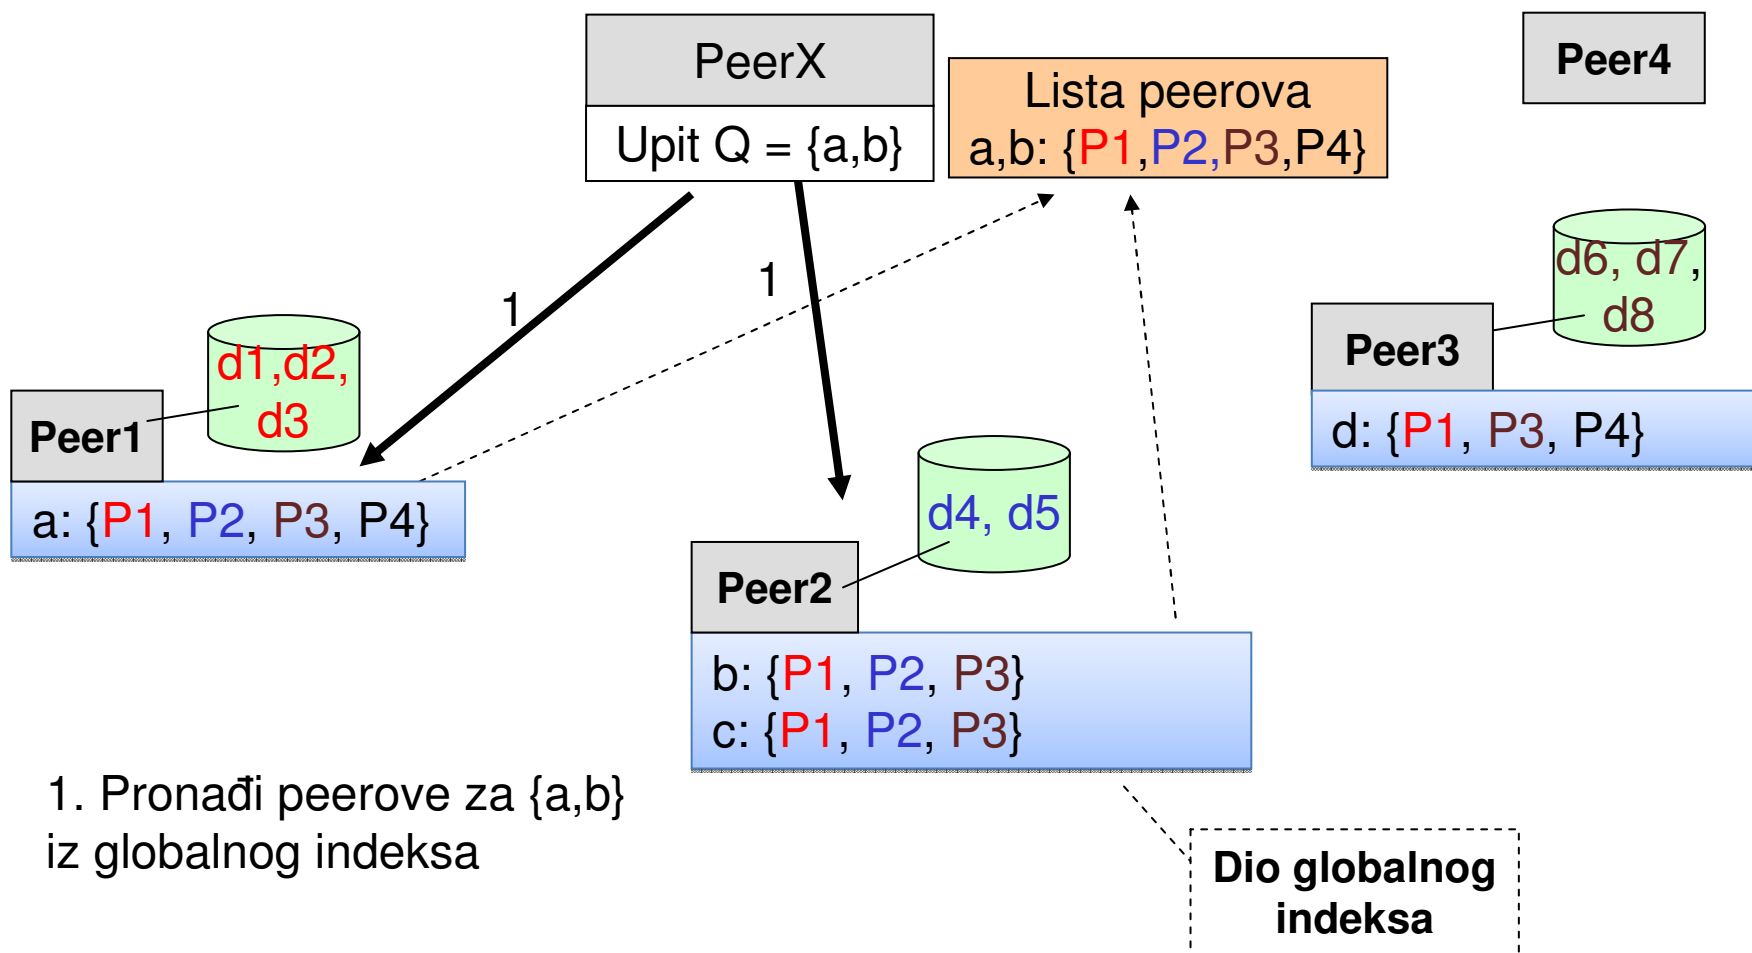 PeerX
Upit Q = {a,b}
Lista peerova
a,b: {P1,P2,P3,P4}
Peer4
1
1
d6, d7,
d8
Peer3
d: {P1, P3, P4}
d1,d2,
d3
Peer1
a: {P1, P2, P3, P4}
d4, d5
Peer2
b: {P1, P2, P3}
c: {P1, P2, P3}
1. Pronađi peerove za {a,b}
iz globalnog indeksa
Dio globalnog
indeksa